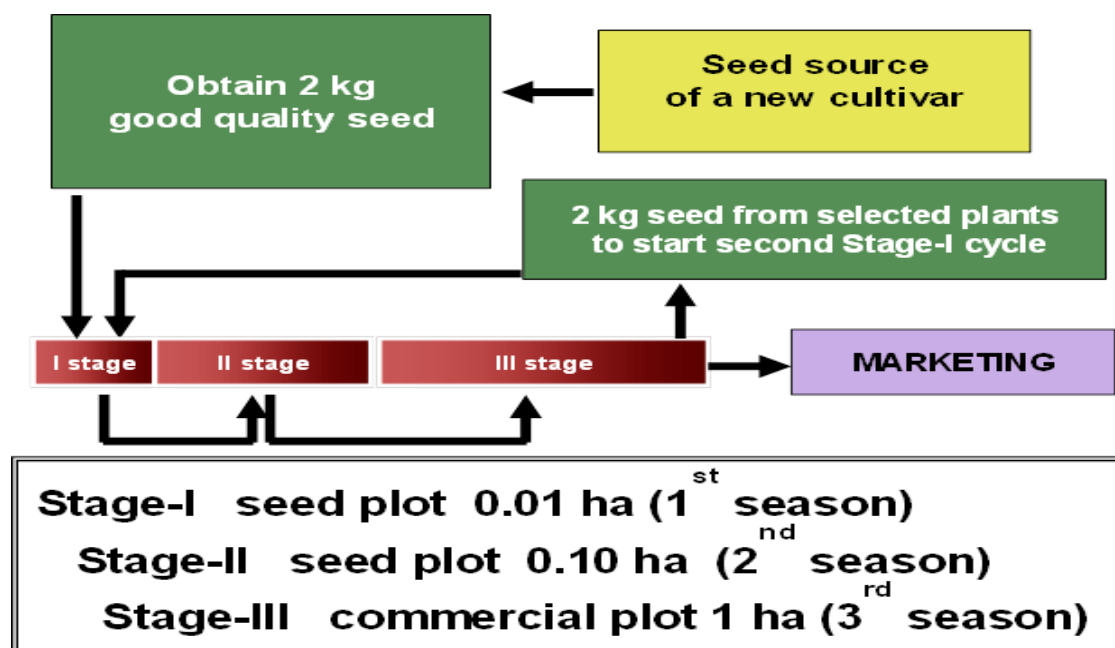 Obtain 2 kg
good quality seed
Seed source
of a new cultivar
2 kg seed from selected plants
to start second Stage-I cycle
I stage
II stage
III stage
MARKETING
Stage-I seed plot 0.01 ha (1st season)
Stage-II seed plot 0.10 ha (2nd season)
Stage-III commercial plot 1 ha (3rd season)